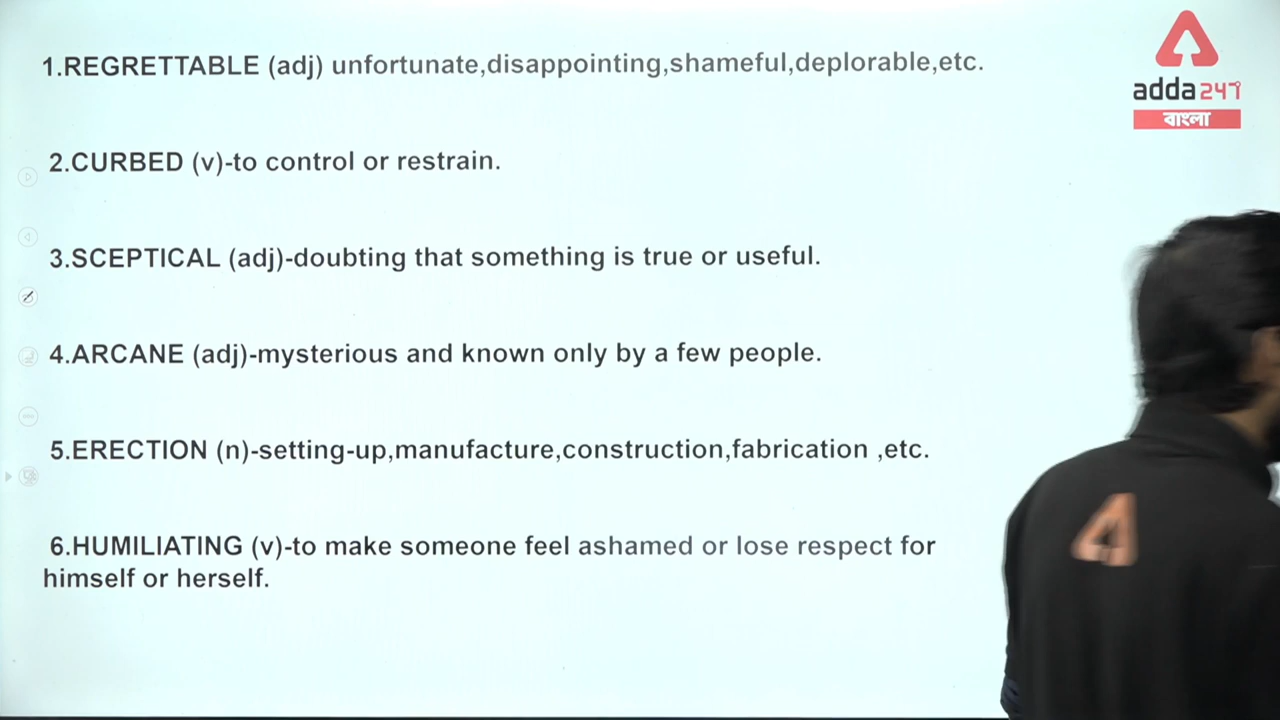 1.REGRETTABLE (adj) unfortunate,disappointing,shameful,deplorable,etc.
adda247
বাংলা
2.CURBED (v)-to control or restrain.
3.SCEPTICAL (adj)-doubting that something is true or useful.
4.ARCANE (adj)-mysterious and known only by a few people.
5.ERECTION (n)-setting-up,manufacture,construction,fabrication ,etc.
6.HUMILIATING (v)-to make someone feel ashamed or lose respect for
himself or herself.